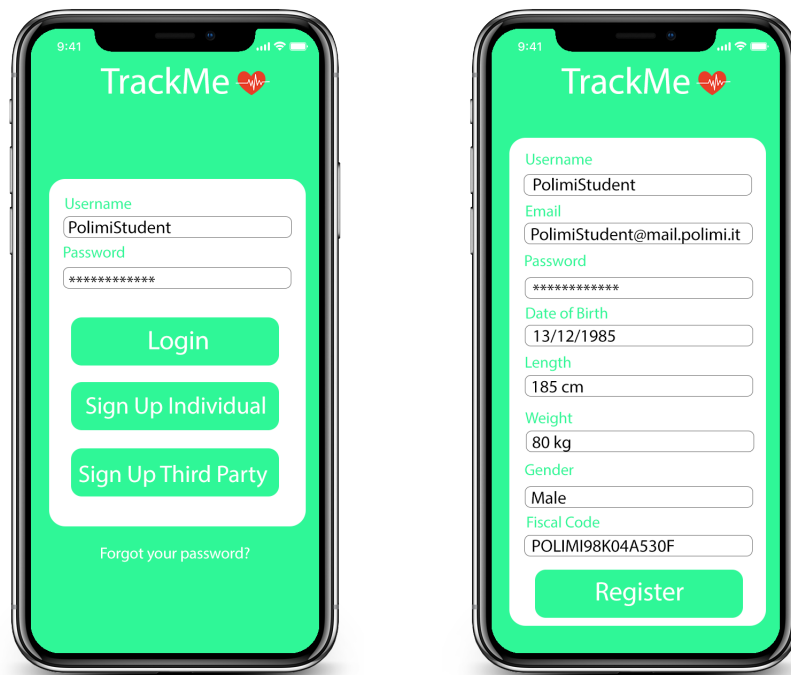 9:41
TrackMe
Username
PolimiStudent
Password
************
Login
Sign Up Individual
Sign Up Third Party
Forgot your password?
9:41
TrackMe
Username
PolimiStudent
Email
PolimiStudent@mail.polimi.it
Password
************
Date of Birth
13/12/1985
Length
185 cm
Weight
80 kg
Gender
Male
Fiscal Code
POLIMI98K04A530F
Register